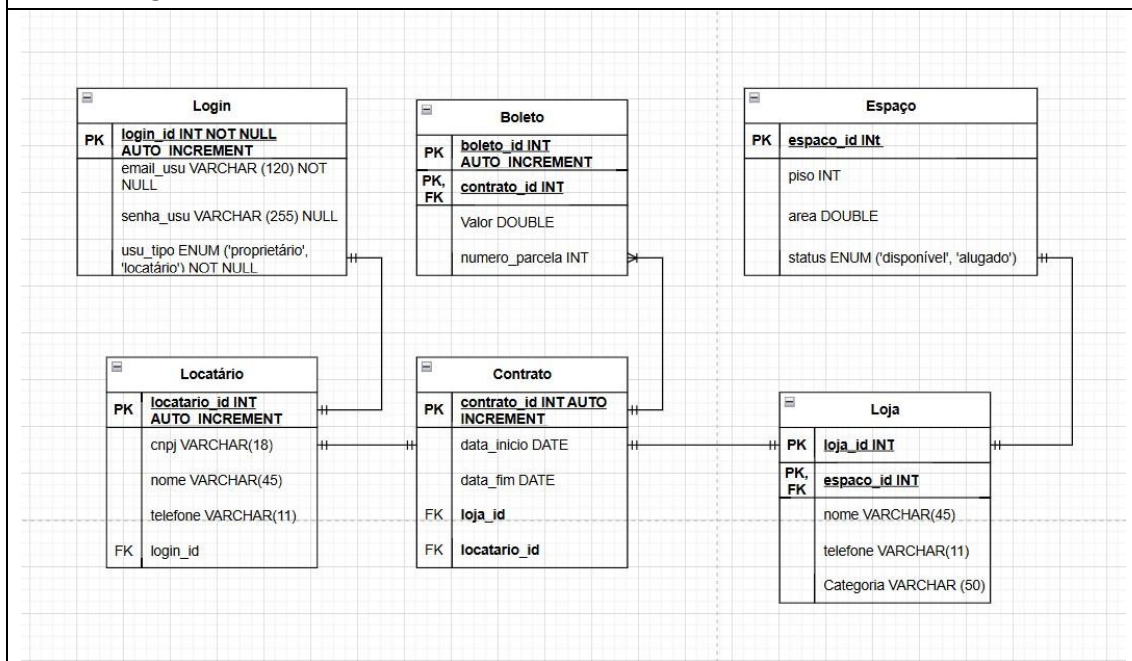 Login
PK
login_id INT NOT NULL
AUTO_INCREMENT
email_usu VARCHAR (120) NOT
NULL
senha_usu VARCHAR (255) NULL
usu_tipo ENUM ('proprietário',
'locatário') NOT NULL
Boleto
PK
boleto_id INT
AUTO_INCREMENT
PK,
FK
contrato_id INT
Valor DOUBLE
numero_parcela INT
Espaço
PK
espaco_id INt
piso INT
area DOUBLE
status ENUM ('disponível', 'alugado')
Locatário
PK
locatario_id INT
AUTO_INCREMENT
cnpj VARCHAR(18)
nome VARCHAR(45)
telefone VARCHAR(11)
FK login_id
Contrato
PK
contrato_id INT AUTO
INCREMENT
data_inicio DATE
data_fim DATE
FK loja_id
FK locatario_id
Loja
PK loja_id INT
PK,
FK
espaco_id INT
nome VARCHAR(45)
telefone VARCHAR(11)
Categoria VARCHAR (50)